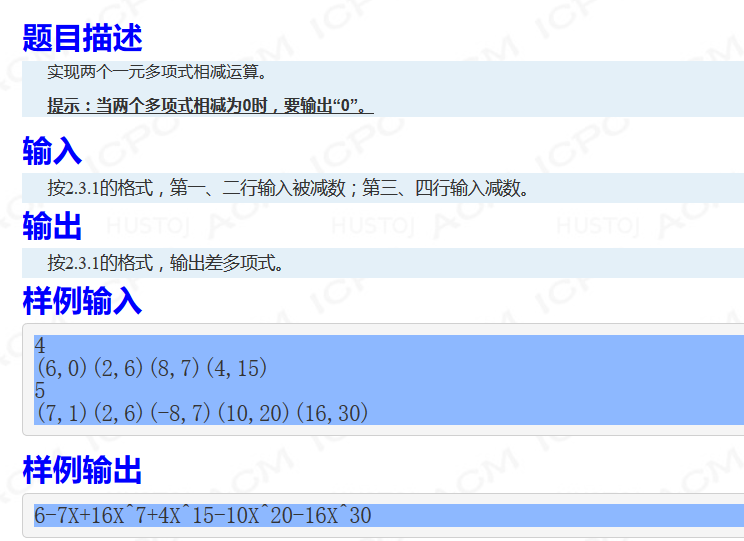 题目描述
实现两个一元多项式相减运算。
提示：当两个多项式相减为0时，要输出“0”。
输入
按2.3.1的格式，第一、二行输入被减数；第三、四行输入减数。
输出
按2.3.1的格式，输出差多项式。
样例输入
4
(6,0)(2,6)(8,7)(4,15)
5
(7,1)(2,6)(-8,7)(10,20)(16,30)
样例输出
6-7X+16X^7+4X^15-10X^20-16X^30
HUSTOJ ACM ICPC